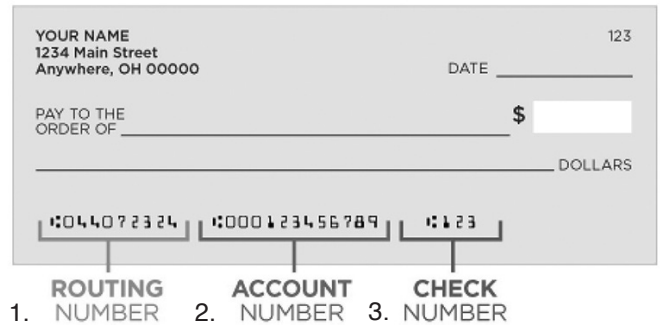 YOUR NAME 123
1234 Main Street
Anywhere, OH 00000
DATE
PAY TO THE
ORDER OF $
DOLLARS
⑆044072324 ⑆000123456789 ⑆123
1. ROUTING NUMBER
2. ACCOUNT NUMBER
3. CHECK NUMBER